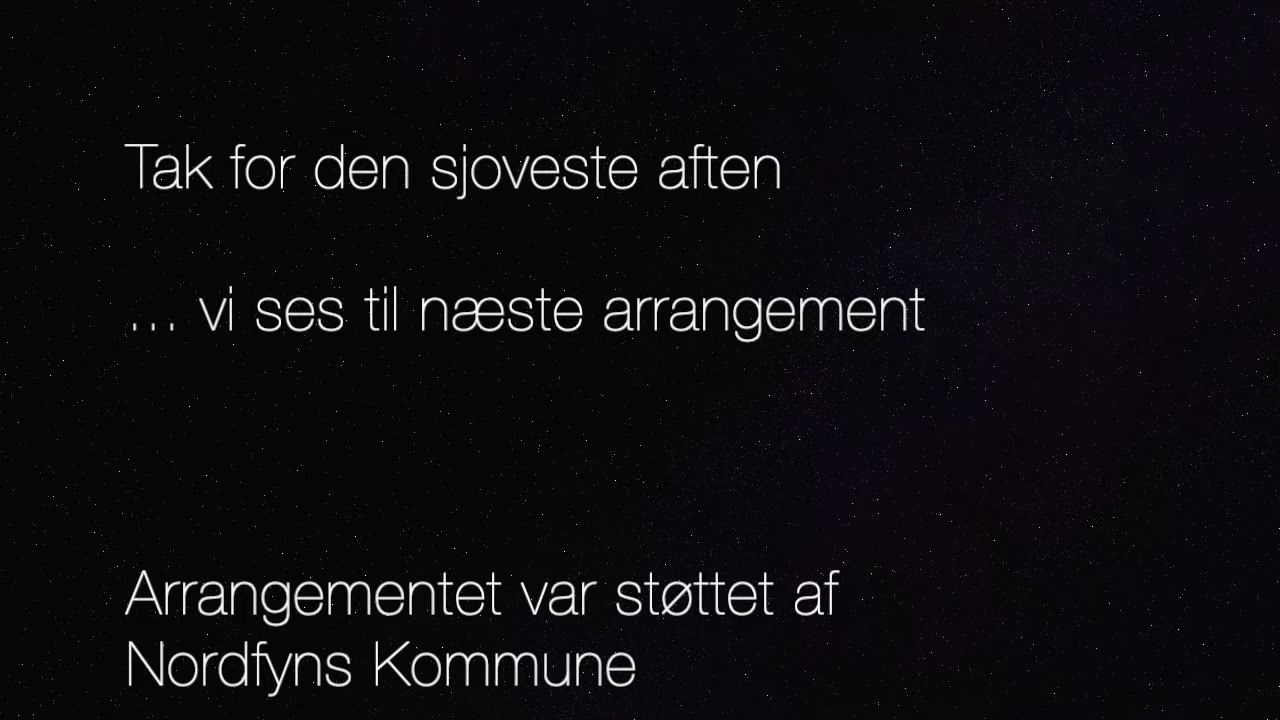 Tak for den sjoveste aften
... vi ses til næste arrangement
Arrangementet var støttet af
Nordfyns Kommune